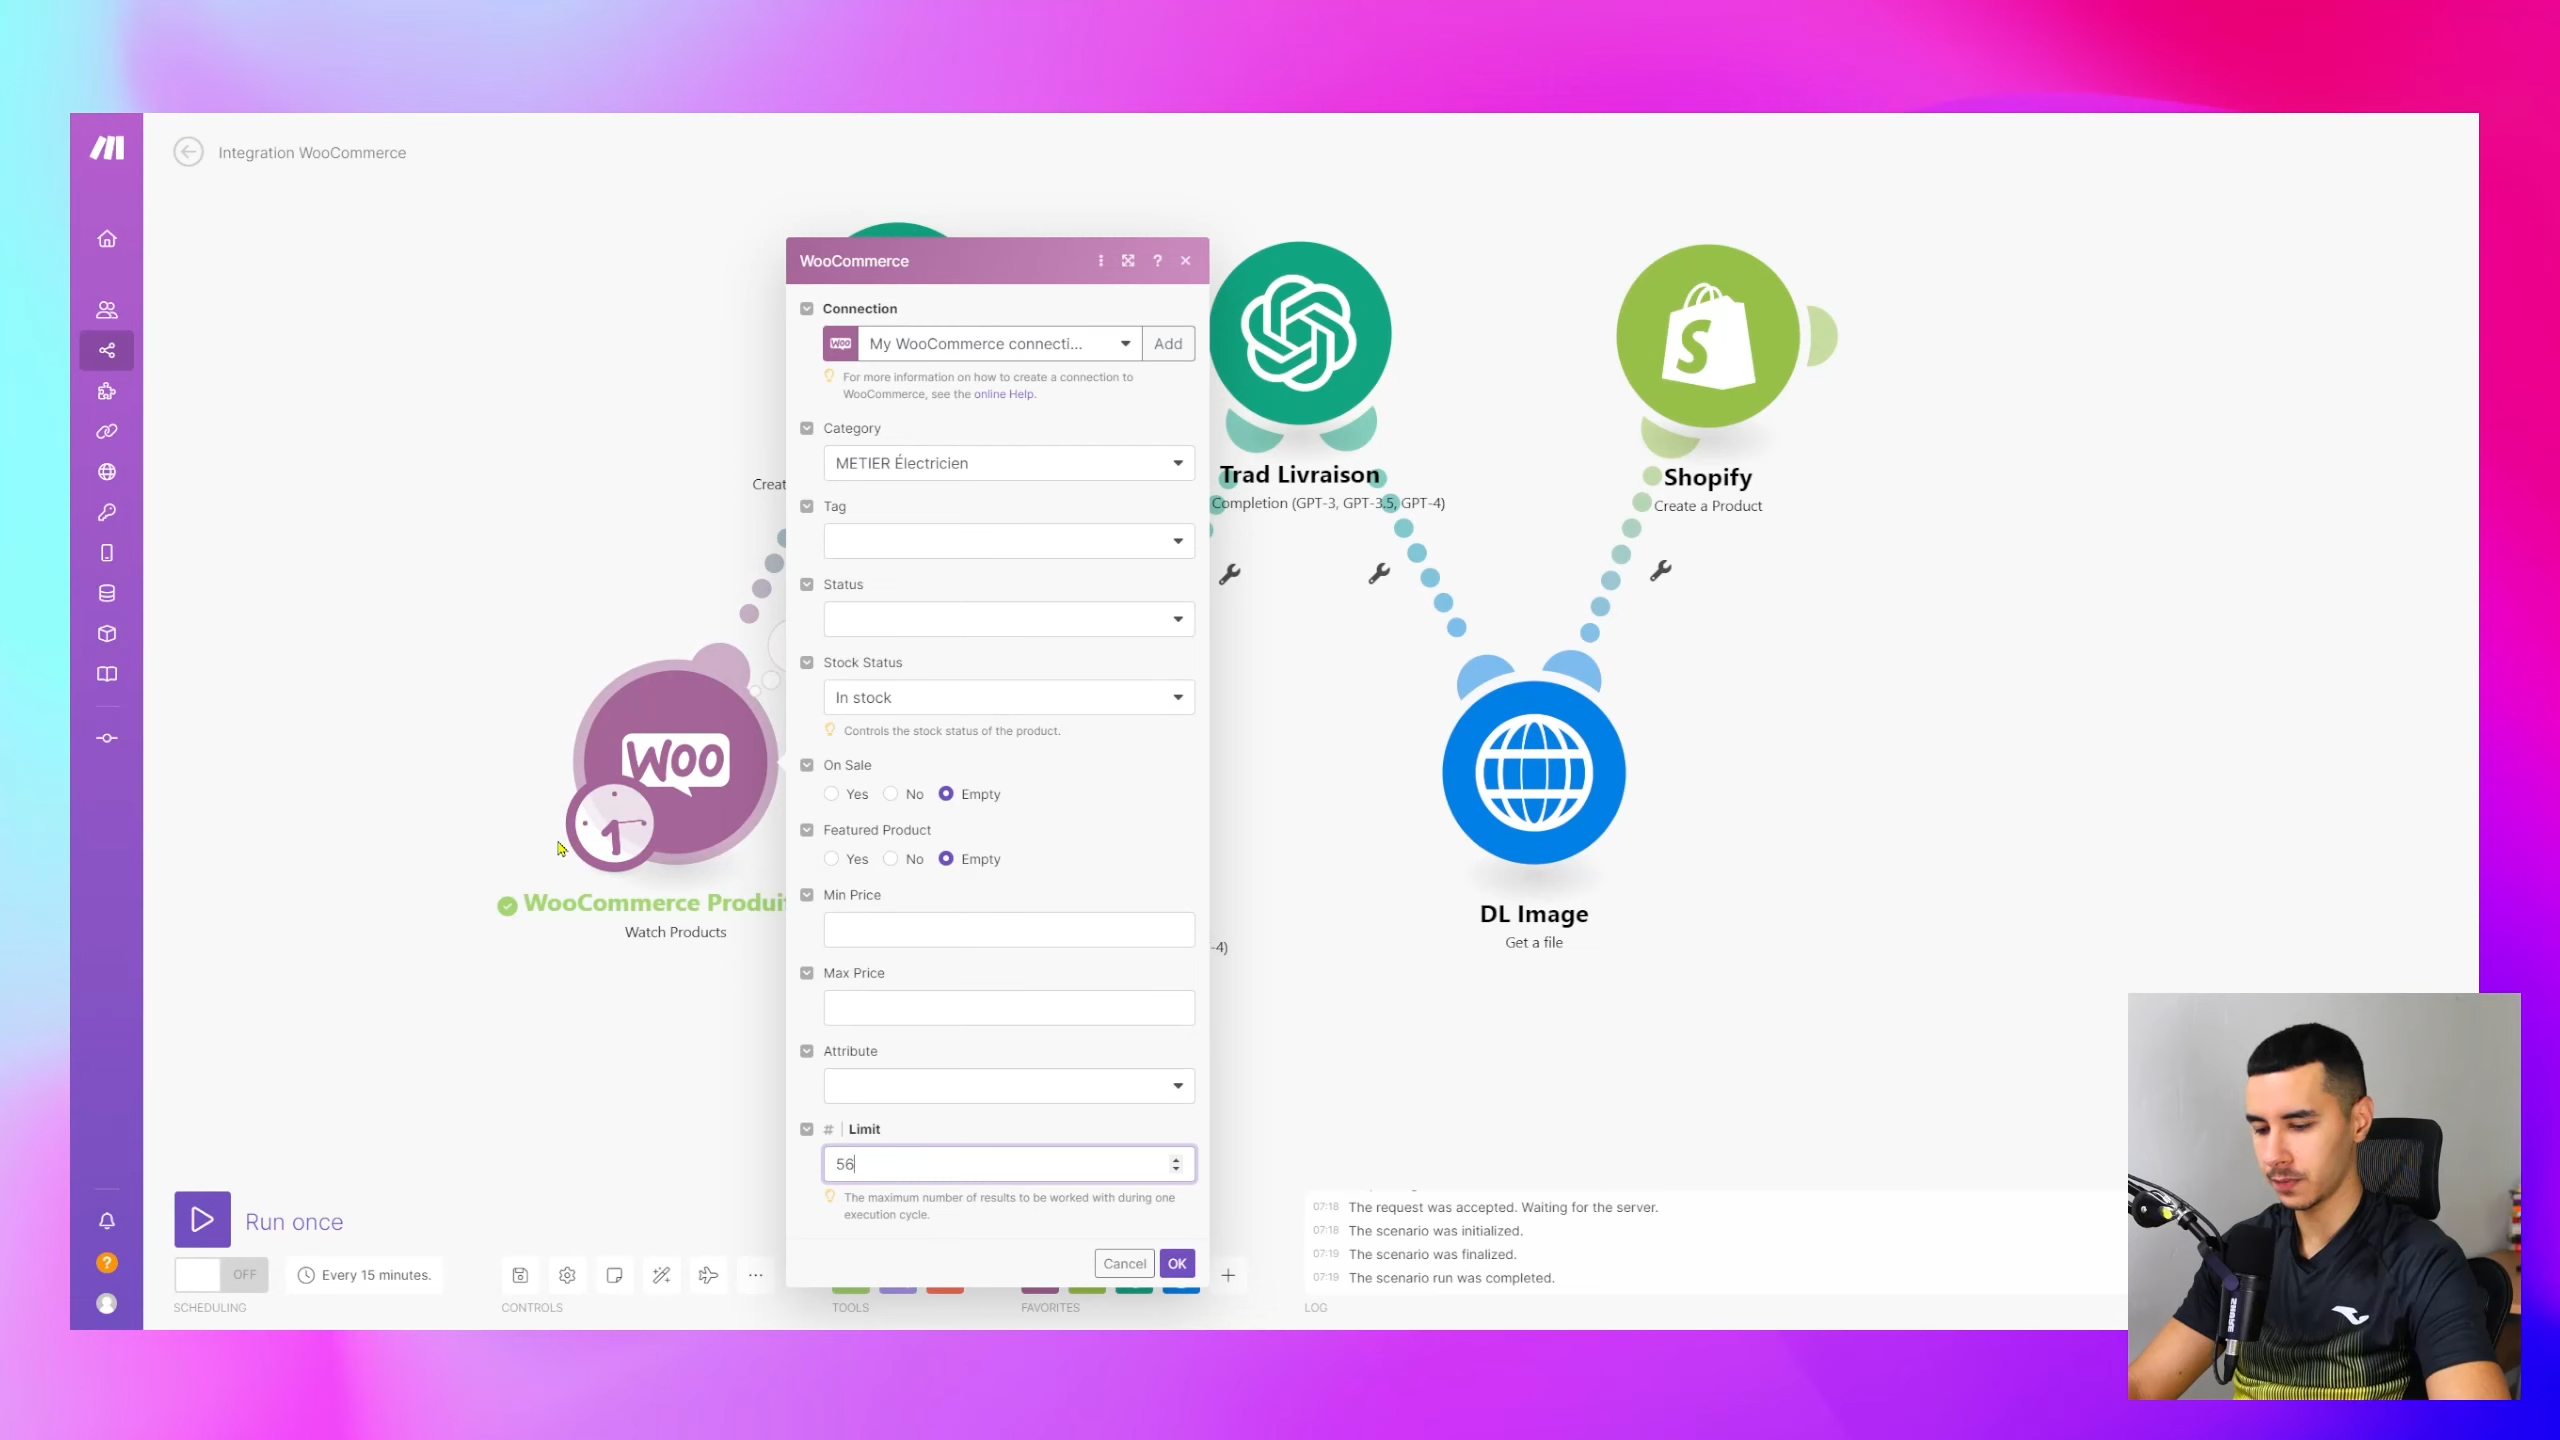 Integration WooCommerce
WooCommerce
Connection
woo
My WooCommerce connecti...
Add
For more information on how to create a connection to
WooCommerce, see the online Help.
Category
METIER Électricien
Tag
Status
Stock Status
In stock
Controls the stock status of the product.
On Sale
Yes
No
Empty
Featured Product
Yes
No
Empty
Min Price
Max Price
Attribute
# | Limit
56
The maximum number of results to be worked with during one
execution cycle.
Cancel
OK
Creat
Trad Livraison
Completion (GPT-3, GPT-3.5, GPT-4)
S
Shopify
Create a Product
WOO
1
WooCommerce Produit
Watch Products
-4)
DL Image
Get a file
Run once
OFF
Every 15 minutes.
SCHEDULING
CONTROLS
TOOLS
FAVORITES
LOG
07:18 The request was accepted. Waiting for the server.
07:18 The scenario was initialized.
07:19 The scenario was finalized.
07:19 The scenario run was completed.
SHURE